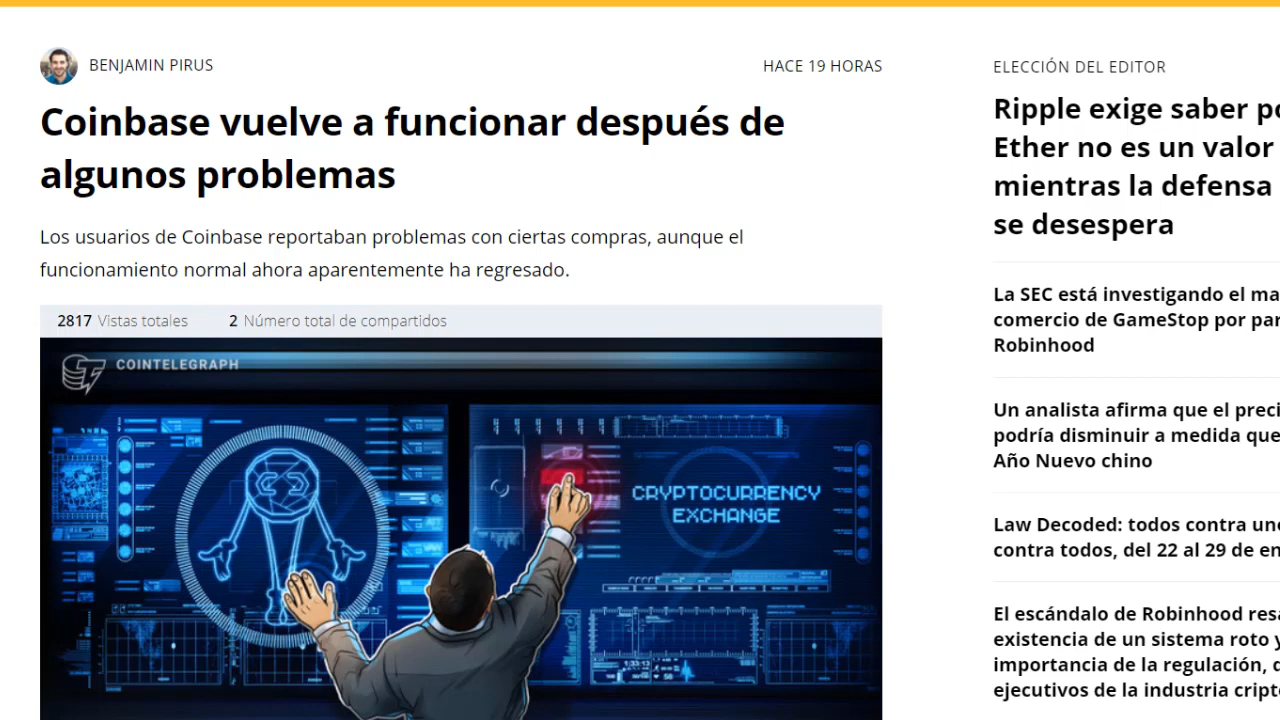 BENJAMIN PIRUS
HACE 19 HORAS
Coinbase vuelve a funcionar después de
algunos problemas
Los usuarios de Coinbase reportaban problemas con ciertas compras, aunque el
funcionamiento normal ahora aparentemente ha regresado.
2817 Vistas totales
2 Número total de compartidos
COINTELEGRAPH
CRYPTOCURRENCY
EXCHANGE
1:33:13
ELECCIÓN DEL EDITOR
Ripple exige saber po
Ether no es un valor
mientras la defensa
se desespera
La SEC está investigando el ma
comercio de GameStop por par
Robinhood
Un analista afirma que el preci
podría disminuir a medida que
Año Nuevo chino
Law Decoded: todos contra uno
contra todos, del 22 al 29 de en
El escándalo de Robinhood resa
existencia de un sistema roto y
importancia de la regulación, d
ejecutivos de la industria cripto